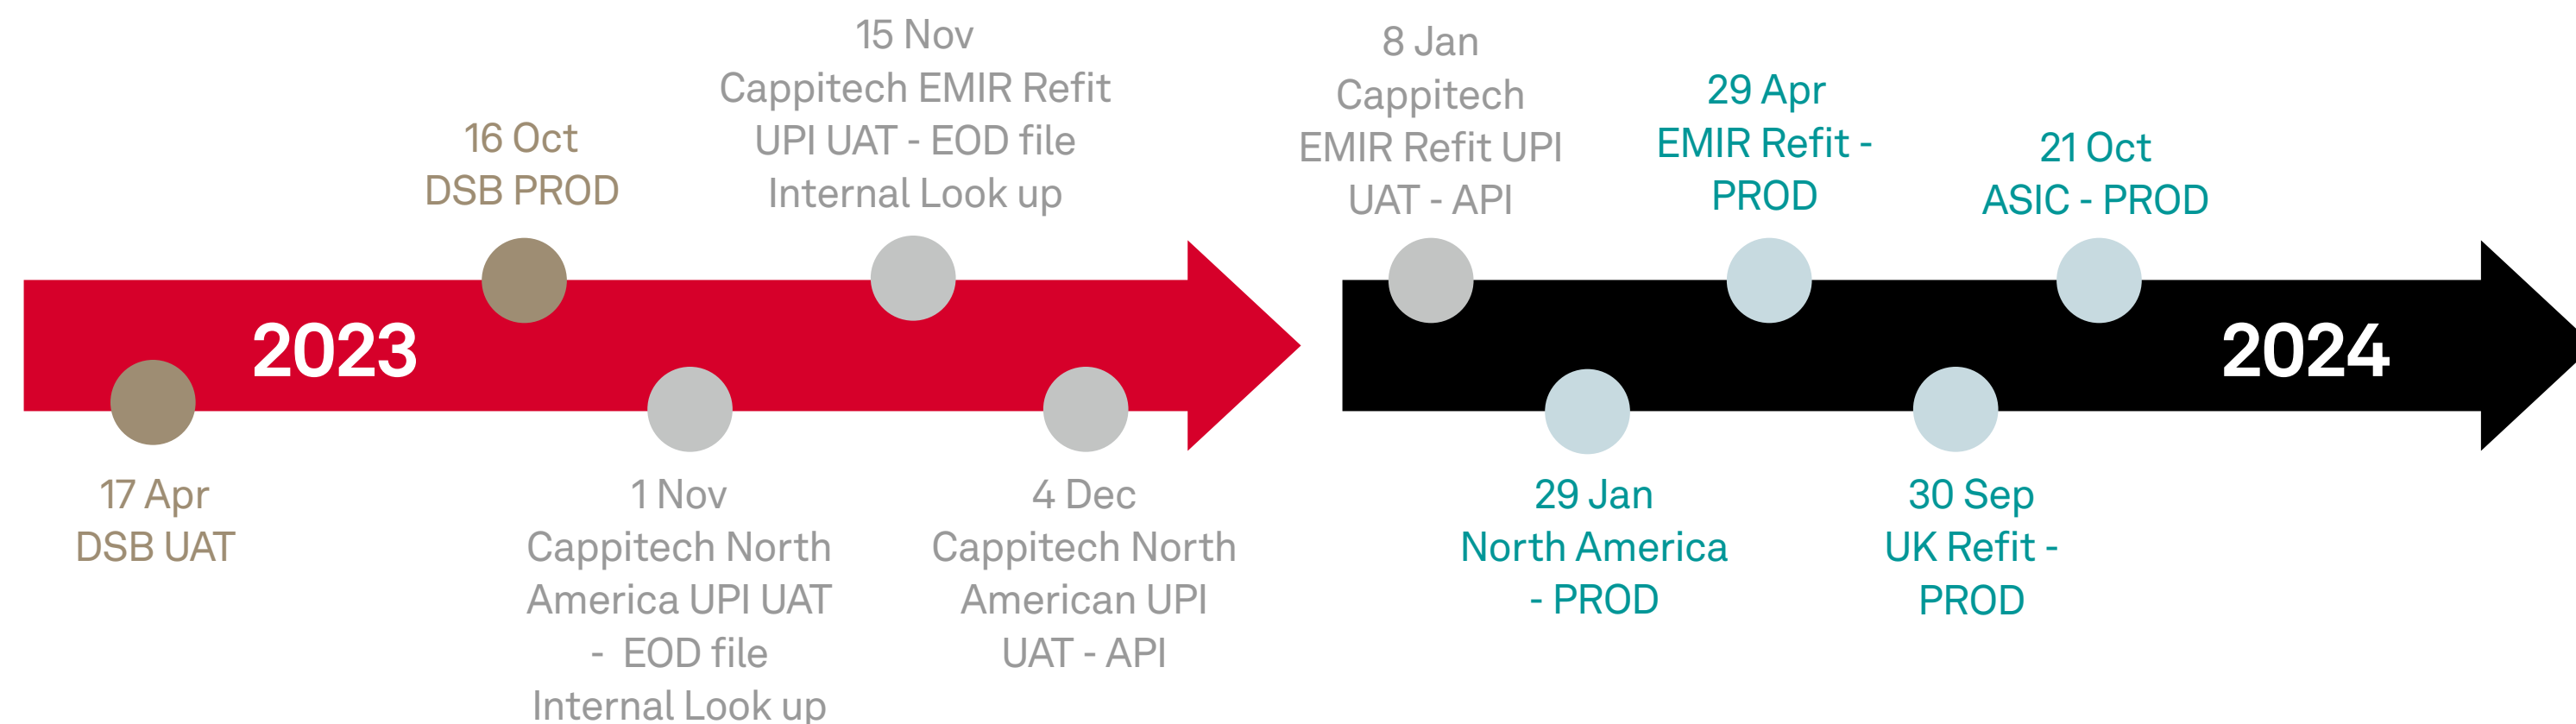 15 Nov
Cappitech EMIR Refit
UPI UAT - EOD file
Internal Look up
8 Jan
Cappitech
EMIR Refit UPI
UAT - API
29 Apr
EMIR Refit -
PROD
16 Oct
DSB PROD
21 Oct
ASIC - PROD
2023
2024
17 Apr
DSB UAT
1 Nov
Cappitech North
America UPI UAT
- EOD file
Internal Look up
4 Dec
Cappitech North
American UPI
UAT - API
29 Jan
North America
- PROD
30 Sep
UK Refit -
PROD